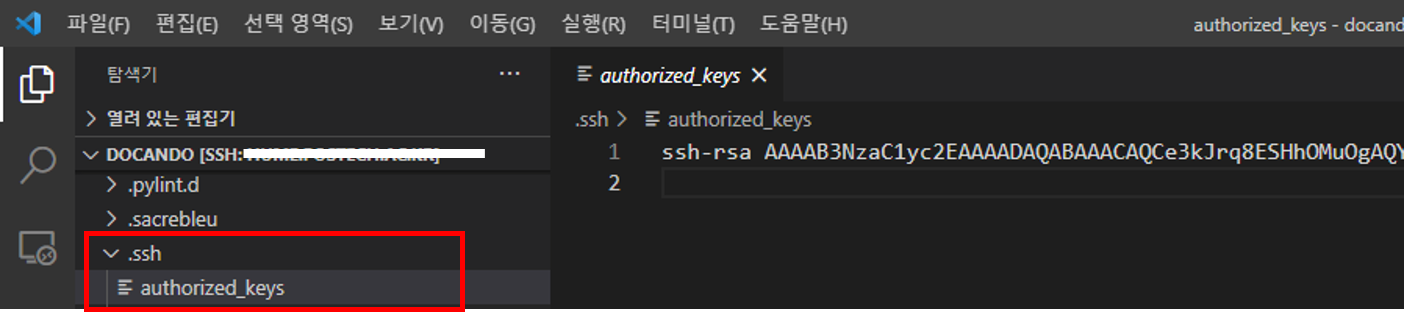 파일(F) 편집(E) 선택 영역(S) 보기(V) 이동(G) 실행(R) 터미널(T) 도움말(H) authorized_keys - docand
탐색기
열려 있는 편집기
DOCANDO [SSH:
.pylint.d
.sacrebleu
.ssh
authorized_keys
authorized_keys
.ssh > authorized_keys
1 ssh-rsa AAAAB3NzaC1yc2EAAAADAQABAAACAQCe3kJrq8ESHhOMuOgAQY
2